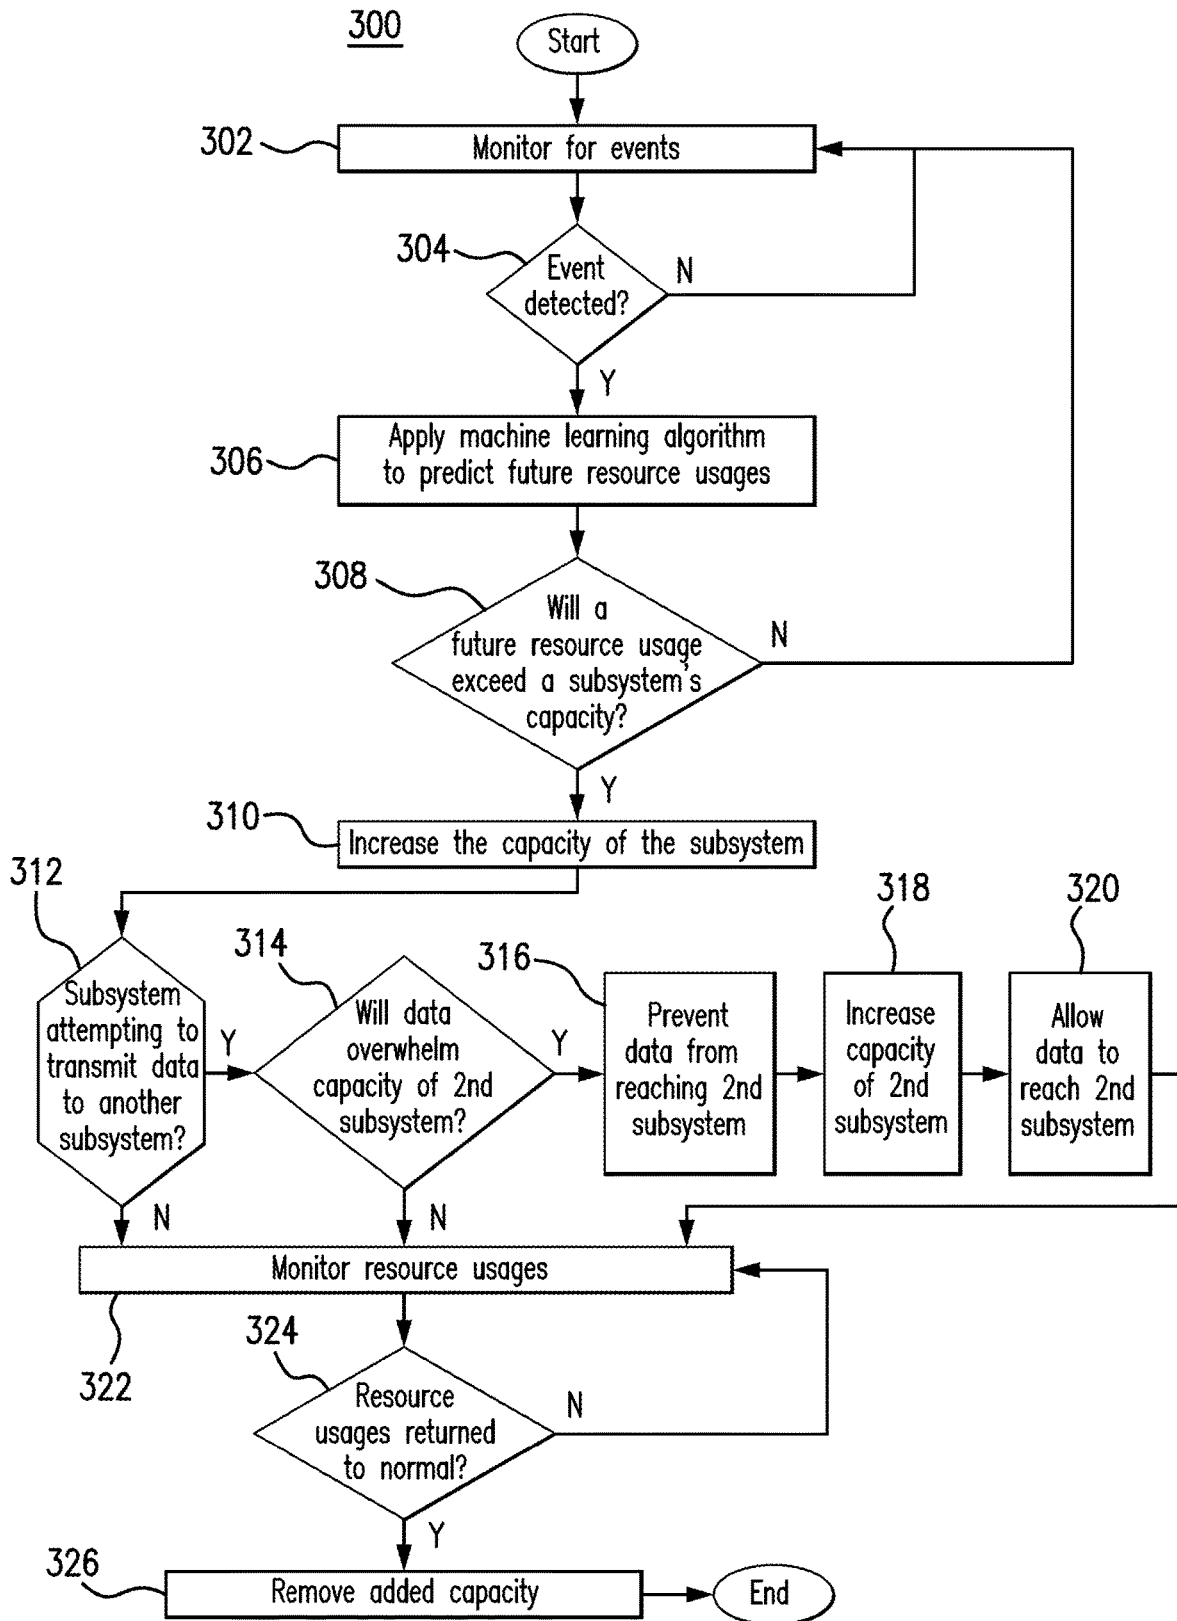 300
Start
302
Monitor for events
304
Event
detected?
N
Y
306
Apply machine learning algorithm
to predict future resource usages
308
Will a
future resource usage
exceed a subsystem's
capacity?
N
Y
310
Increase the capacity of the subsystem
312
Subsystem
attempting to
transmit data
to another
subsystem?
Y
N
314
Will data
overwhelm
capacity of 2nd
subsystem?
Y
N
316
Prevent
data from
reaching 2nd
subsystem
318
Increase
capacity
of 2nd
subsystem
320
Allow
data to
reach 2nd
subsystem
Monitor resource usages
322
324
Resource
usages returned
to normal?
N
Y
326
Remove added capacity
End